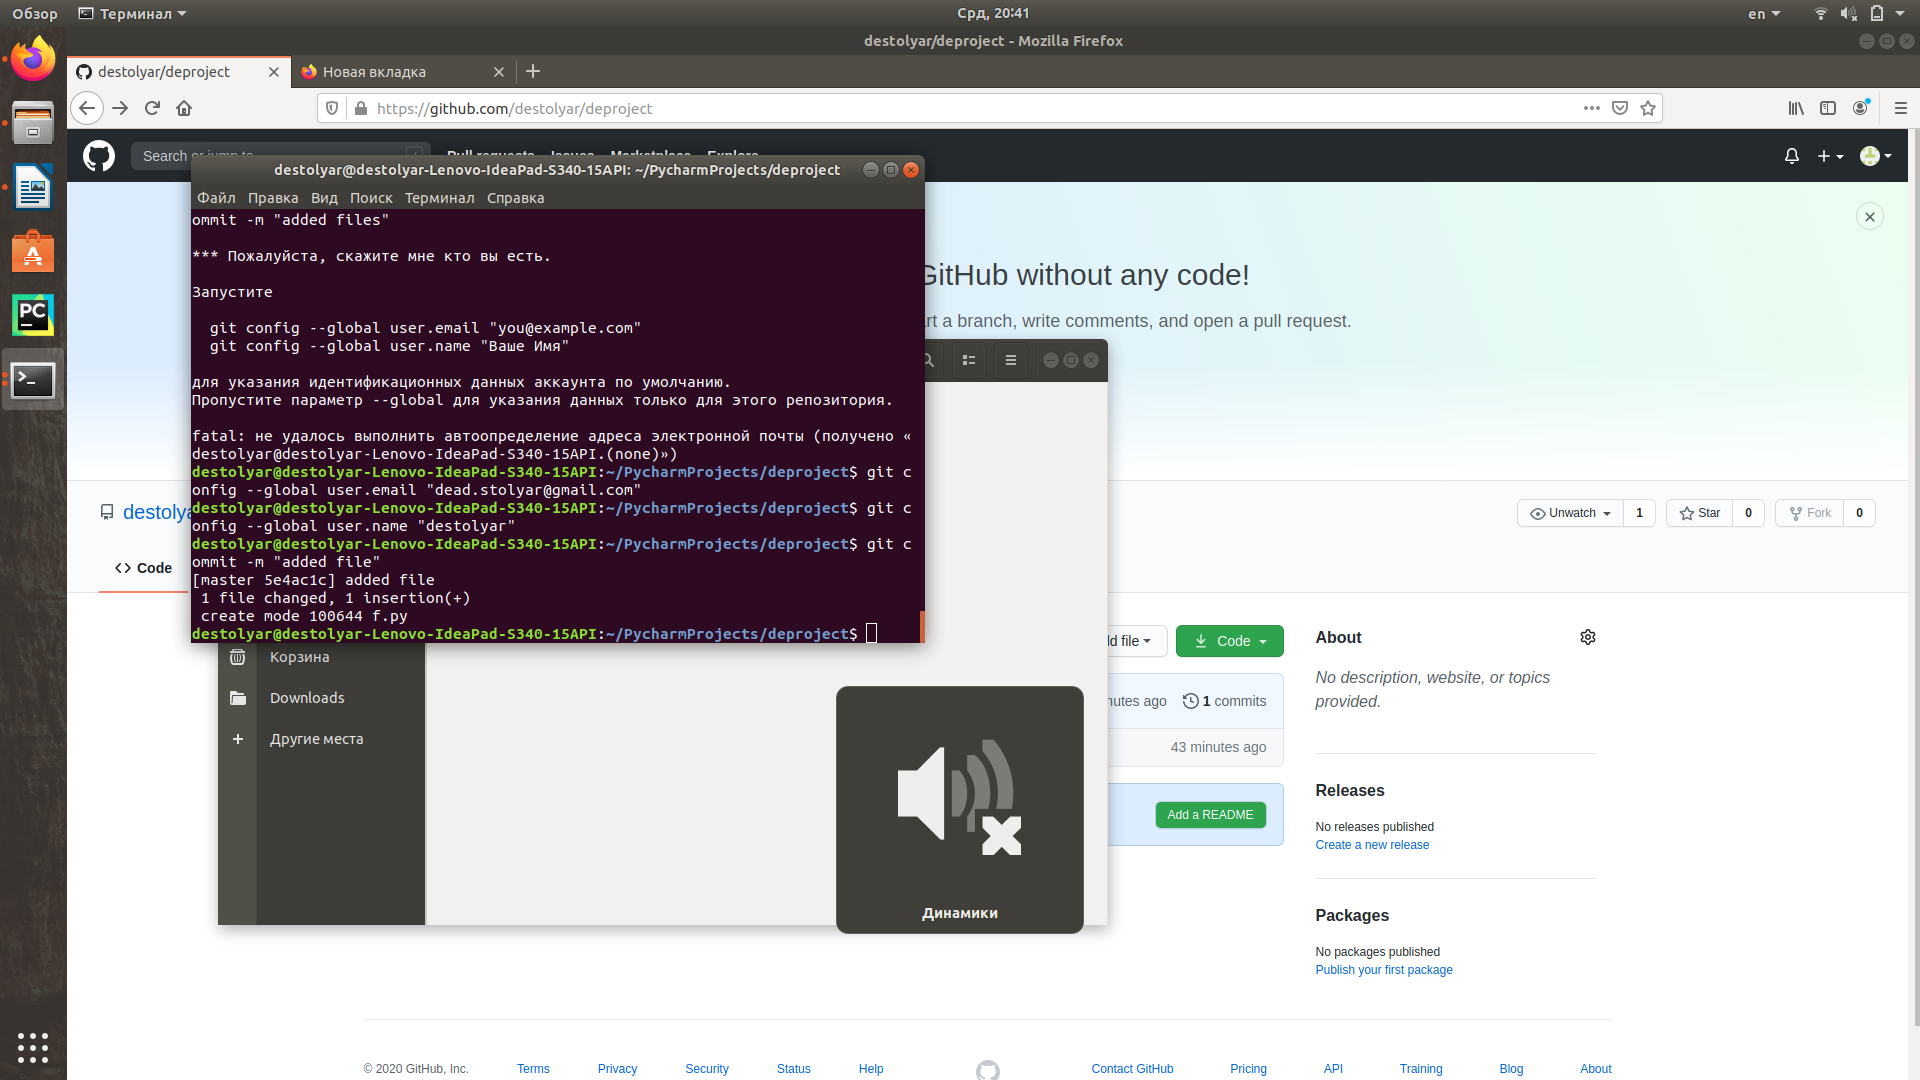 Обзор
Терминал
Срд, 20:41
en
destolyar/deproject - Mozilla Firefox
destolyar/deproject
Новая вкладка
https://github.com/destolyar/deproject
Search or jump to...
Pull requests Issues Marketplace Explore
destolyar@destolyar-Lenovo-IdeaPad-S340-15API: ~/PycharmProjects/deproject
Файл Правка Вид Поиск Терминал Справка
ommit -m "added files"
*** Пожалуйста, скажите мне кто вы есть.
Запустите
git config --global user.email "you@example.com"
git config --global user.name "Ваше Имя"
для указания идентификационных данных аккаунта по умолчанию.
Пропустите параметр --global для указания данных только для этого репозитория.
fatal: не удалось выполнить автоопределение адреса электронной почты (получено «
destolyar@destolyar-Lenovo-IdeaPad-S340-15API.(none)»)
destolyar@destolyar-Lenovo-IdeaPad-S340-15API:~/PycharmProjects/deproject$ git c
onfig --global user.email "dead.stolyar@gmail.com"
destolyar@destolyar-Lenovo-IdeaPad-S340-15API:~/PycharmProjects/deproject$ git c
onfig --global user.name "destolyar"
destolyar@destolyar-Lenovo-IdeaPad-S340-15API:~/PycharmProjects/deproject$ git c
ommit -m "added file"
[master 5e4ac1c] added file
1 file changed, 1 insertion(+)
create mode 100644 f.py
destolyar@destolyar-Lenovo-IdeaPad-S340-15API:~/PycharmProjects/deproject$
GitHub without any code!
rt a branch, write comments, and open a pull request.
destolya
Unwatch 1
Star 0
Fork 0
Code
Корзина
Downloads
Другие места
Динамики
d file
Code
nutes ago
1 commits
43 minutes ago
Add a README
About
No description, website, or topics
provided.
Releases
No releases published
Create a new release
Packages
No packages published
Publish your first package
© 2020 GitHub, Inc. Terms Privacy Security Status Help
Contact GitHub Pricing API Training Blog About
PC